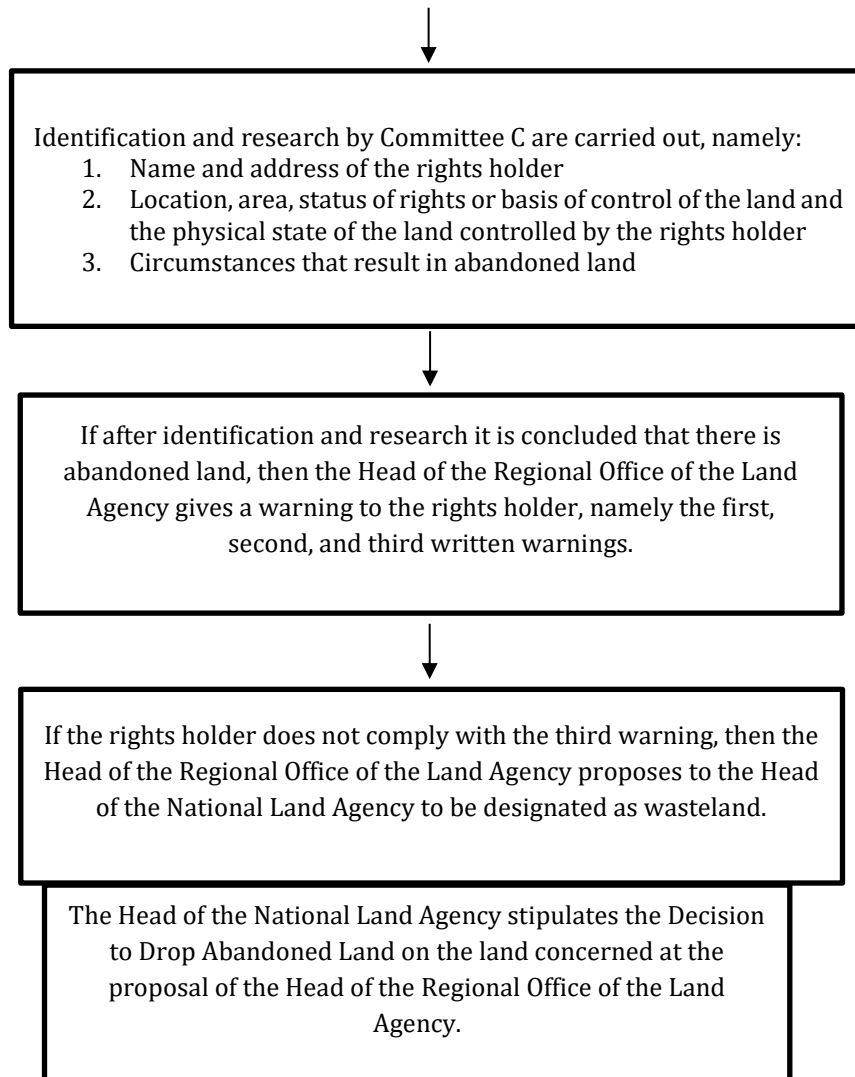 Identification and research by Committee C are carried out, namely:
1. Name and address of the rights holder
2. Location, area, status of rights or basis of control of the land and
the physical state of the land controlled by the rights holder
3. Circumstances that result in abandoned land
If after identification and research it is concluded that there is
abandoned land, then the Head of the Regional Office of the Land
Agency gives a warning to the rights holder, namely the first,
second, and third written warnings.
If the rights holder does not comply with the third warning, then the
Head of the Regional Office of the Land Agency proposes to the Head
of the National Land Agency to be designated as wasteland.
The Head of the National Land Agency stipulates the Decision
to Drop Abandoned Land on the land concerned at the
proposal of the Head of the Regional Office of the Land
Agency.